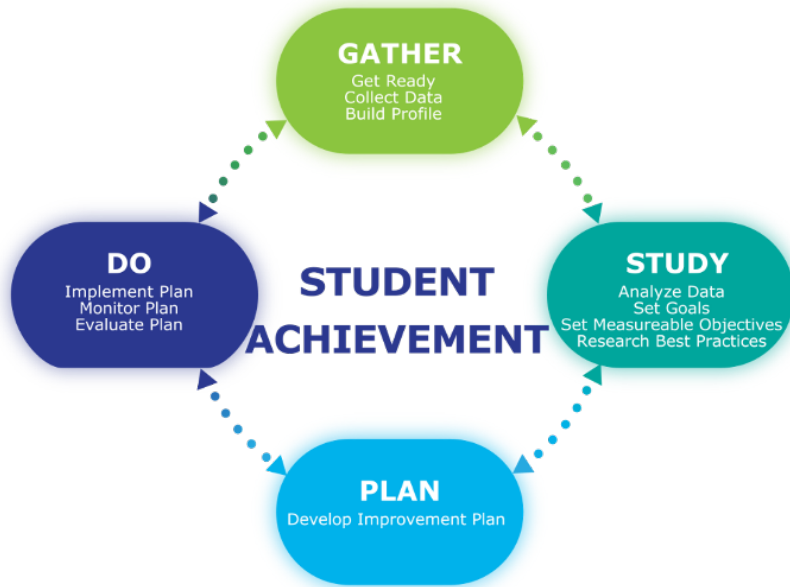 GATHER
Get Ready
Collect Data
Build Profile
DO
Implement Plan
Monitor Plan
Evaluate Plan
STUDENT
ACHIEVEMENT
STUDY
Analyze Data
Set Goals
Set Measureable Objectives
Research Best Practices
PLAN
Develop Improvement Plan